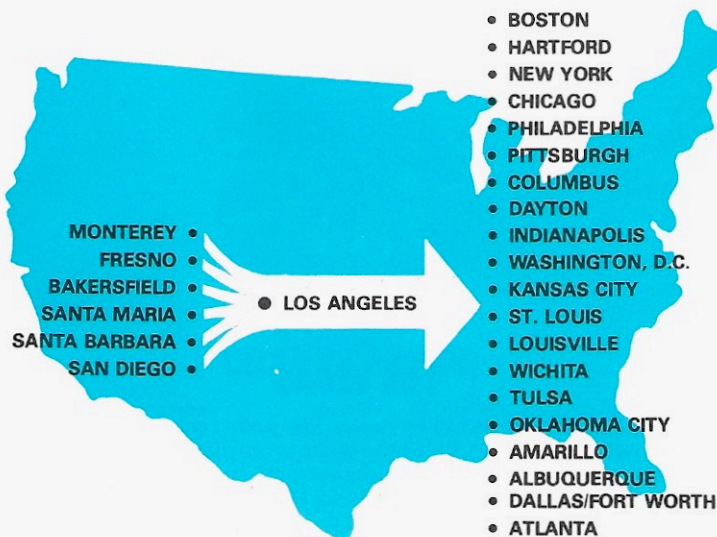 BOSTON
HARTFORD
NEW YORK
CHICAGO
PHILADELPHIA
PITTSBURGH
COLUMBUS
DAYTON
INDIANAPOLIS
WASHINGTON, D.C.
KANSAS CITY
ST. LOUIS
LOUISVILLE
WICHITA
TULSA
OKLAHOMA CITY
AMARILLO
ALBUQUERQUE
DALLAS/FORT WORTH
ATLANTA
MONTEREY
FRESNO
BAKERSFIELD
SANTA MARIA
SANTA BARBARA
SAN DIEGO
LOS ANGELES